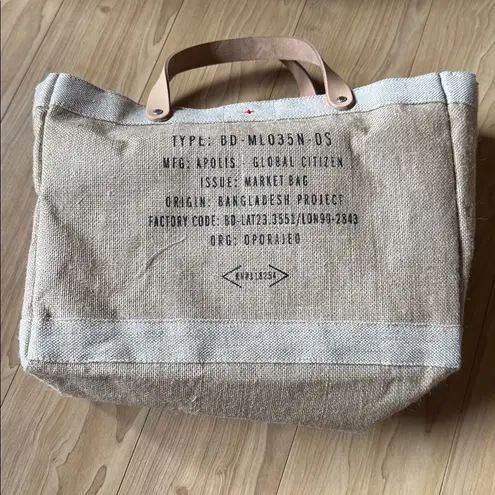 TYPE: BD-ML035N-DS
MFG: APOLIS - GLOBAL CITIZEN
ISSUE: MARKET BAG
ORIGIN: BANGLADESH PROJECT
FACTORY CODE: BD-LAT23.3551/LON90-2843
ORG: OPORAJEO